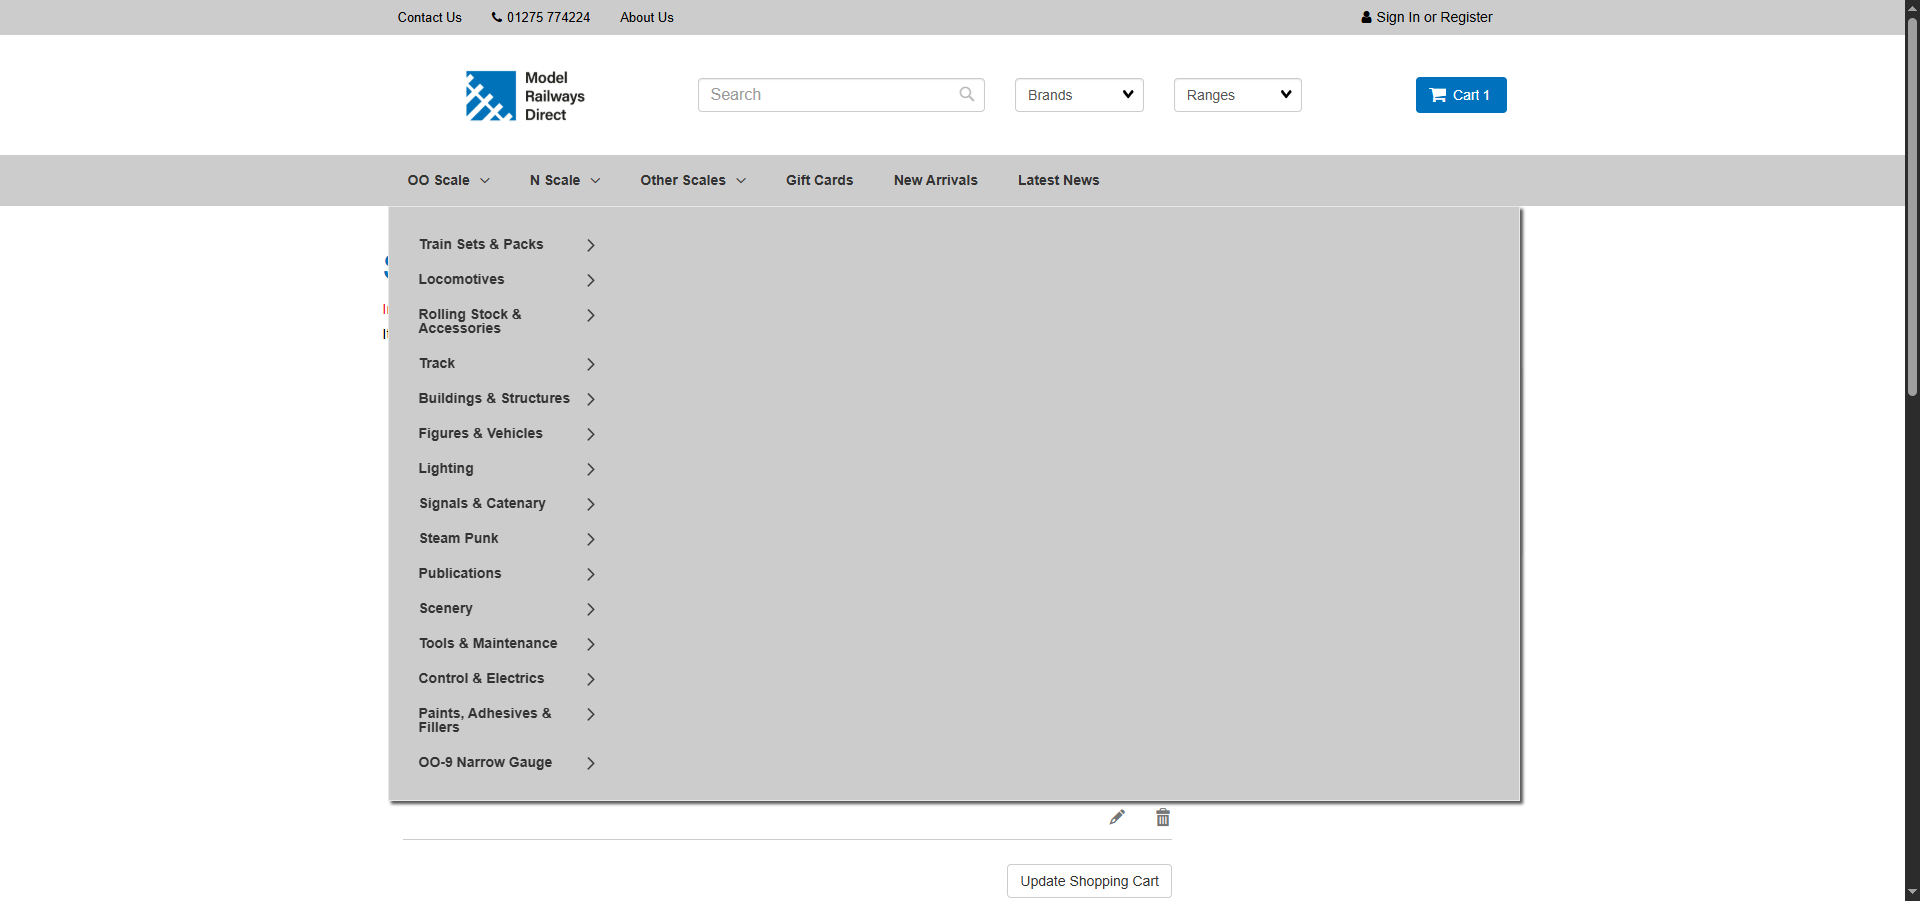 Contact Us
01275 774224
About Us
Sign In or Register
Model
Railways
Direct
Search
Brands
Ranges
Cart 1
OO Scale
N Scale
Other Scales
Gift Cards
New Arrivals
Latest News
Train Sets & Packs
Locomotives
Rolling Stock &
Accessories
Track
Buildings & Structures
Figures & Vehicles
Lighting
Signals & Catenary
Steam Punk
Publications
Scenery
Tools & Maintenance
Control & Electrics
Paints, Adhesives &
Fillers
OO-9 Narrow Gauge
Update Shopping Cart